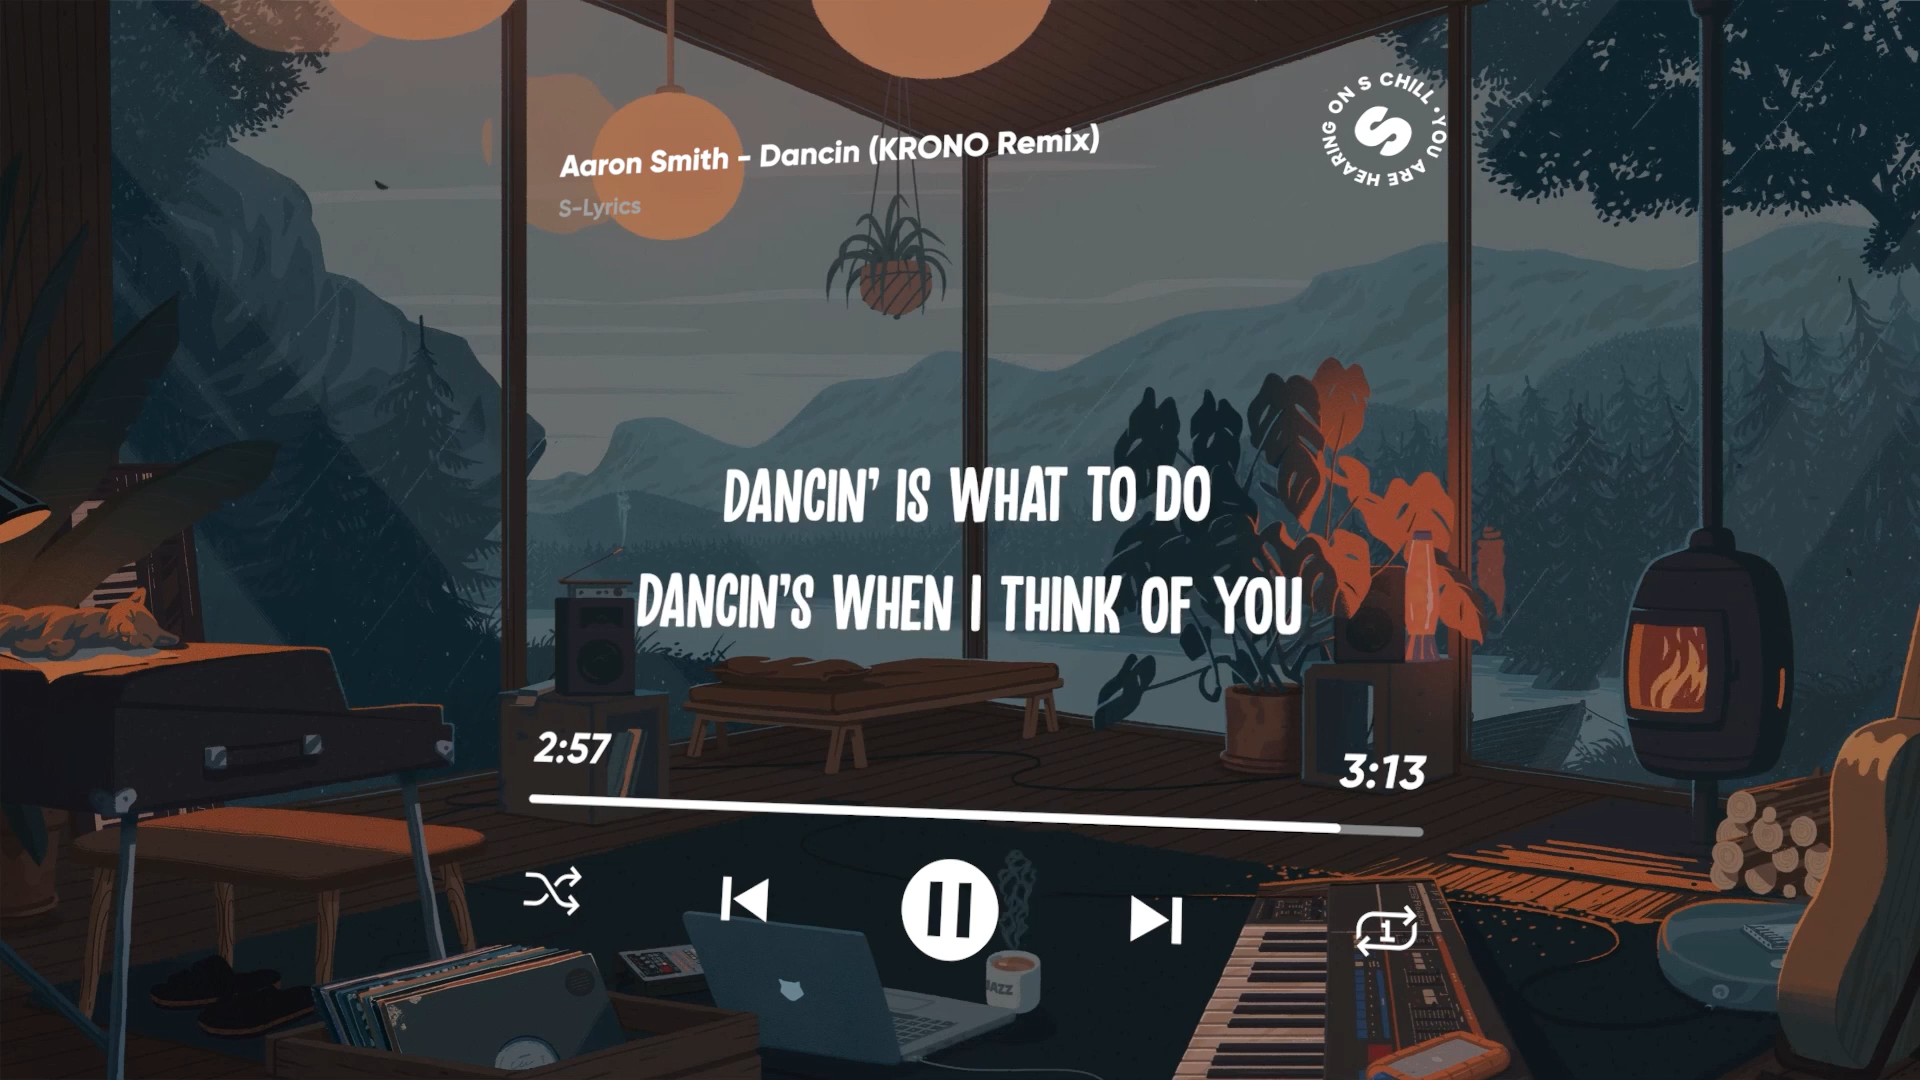 Aaron Smith - Dancin (KRONO Remix)
S-Lyrics
YOU ARE HEARING ON S CHILL •
S
DANCIN' IS WHAT TO DO
DANCIN'S WHEN I THINK OF YOU
2:57
3:13
1
JAZZ